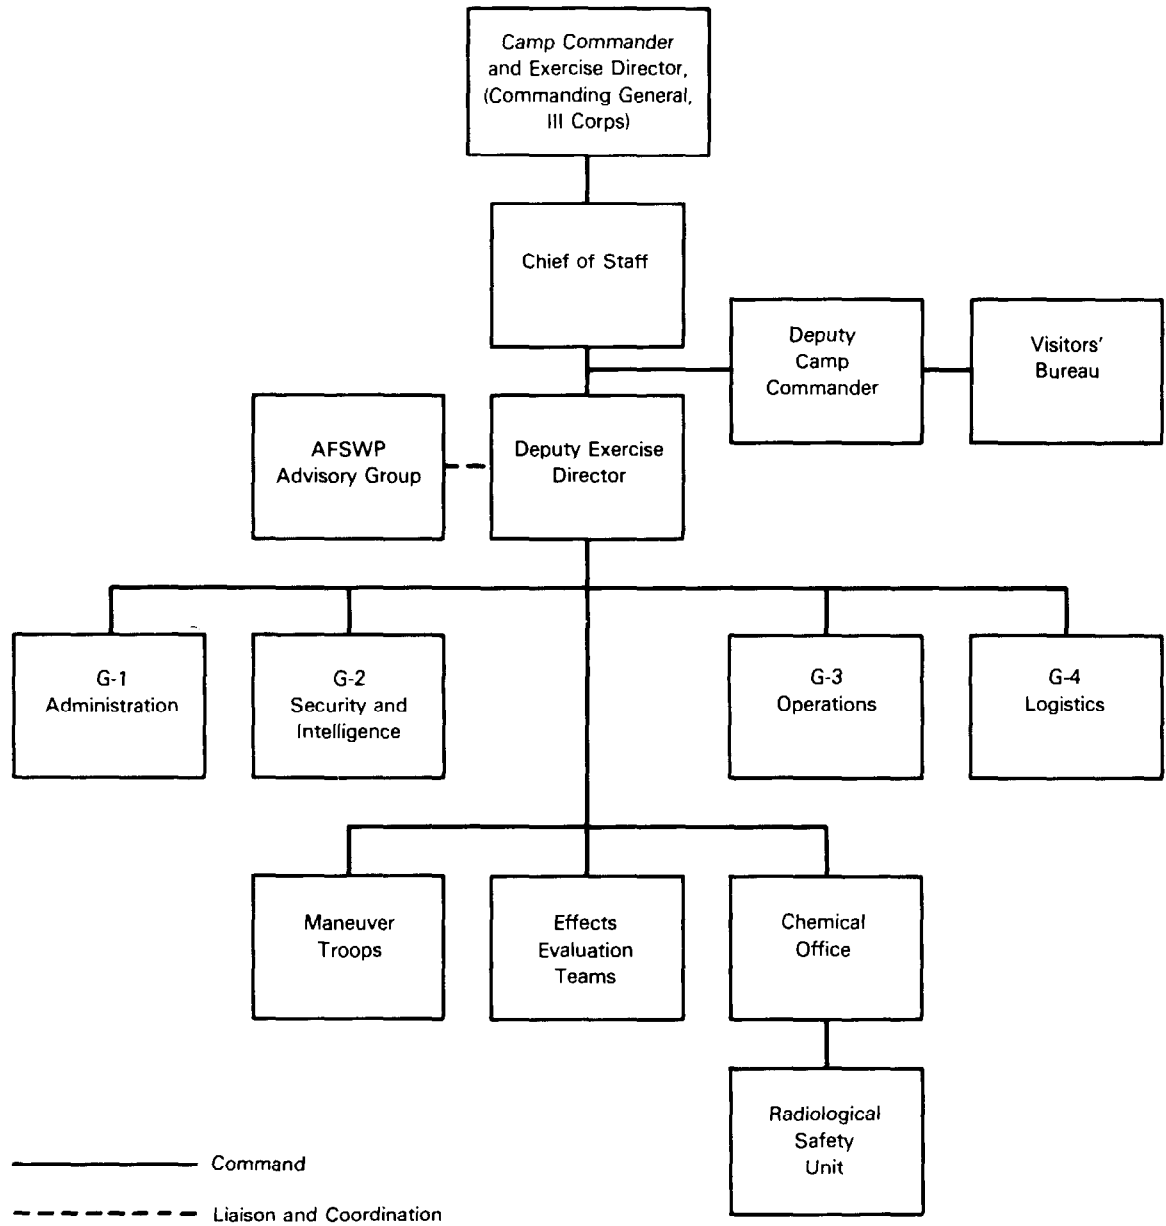 Camp Commander
and Exercise Director,
(Commanding General,
III Corps)
Chief of Staff
Deputy
Camp
Commander
Visitors'
Bureau
AFSWP
Advisory Group
Deputy Exercise
Director
G-1
Administration
G-2
Security and
Intelligence
G-3
Operations
G-4
Logistics
Maneuver
Troops
Effects
Evaluation
Teams
Chemical
Office
Radiological
Safety
Unit
Command
Liaison and Coordination